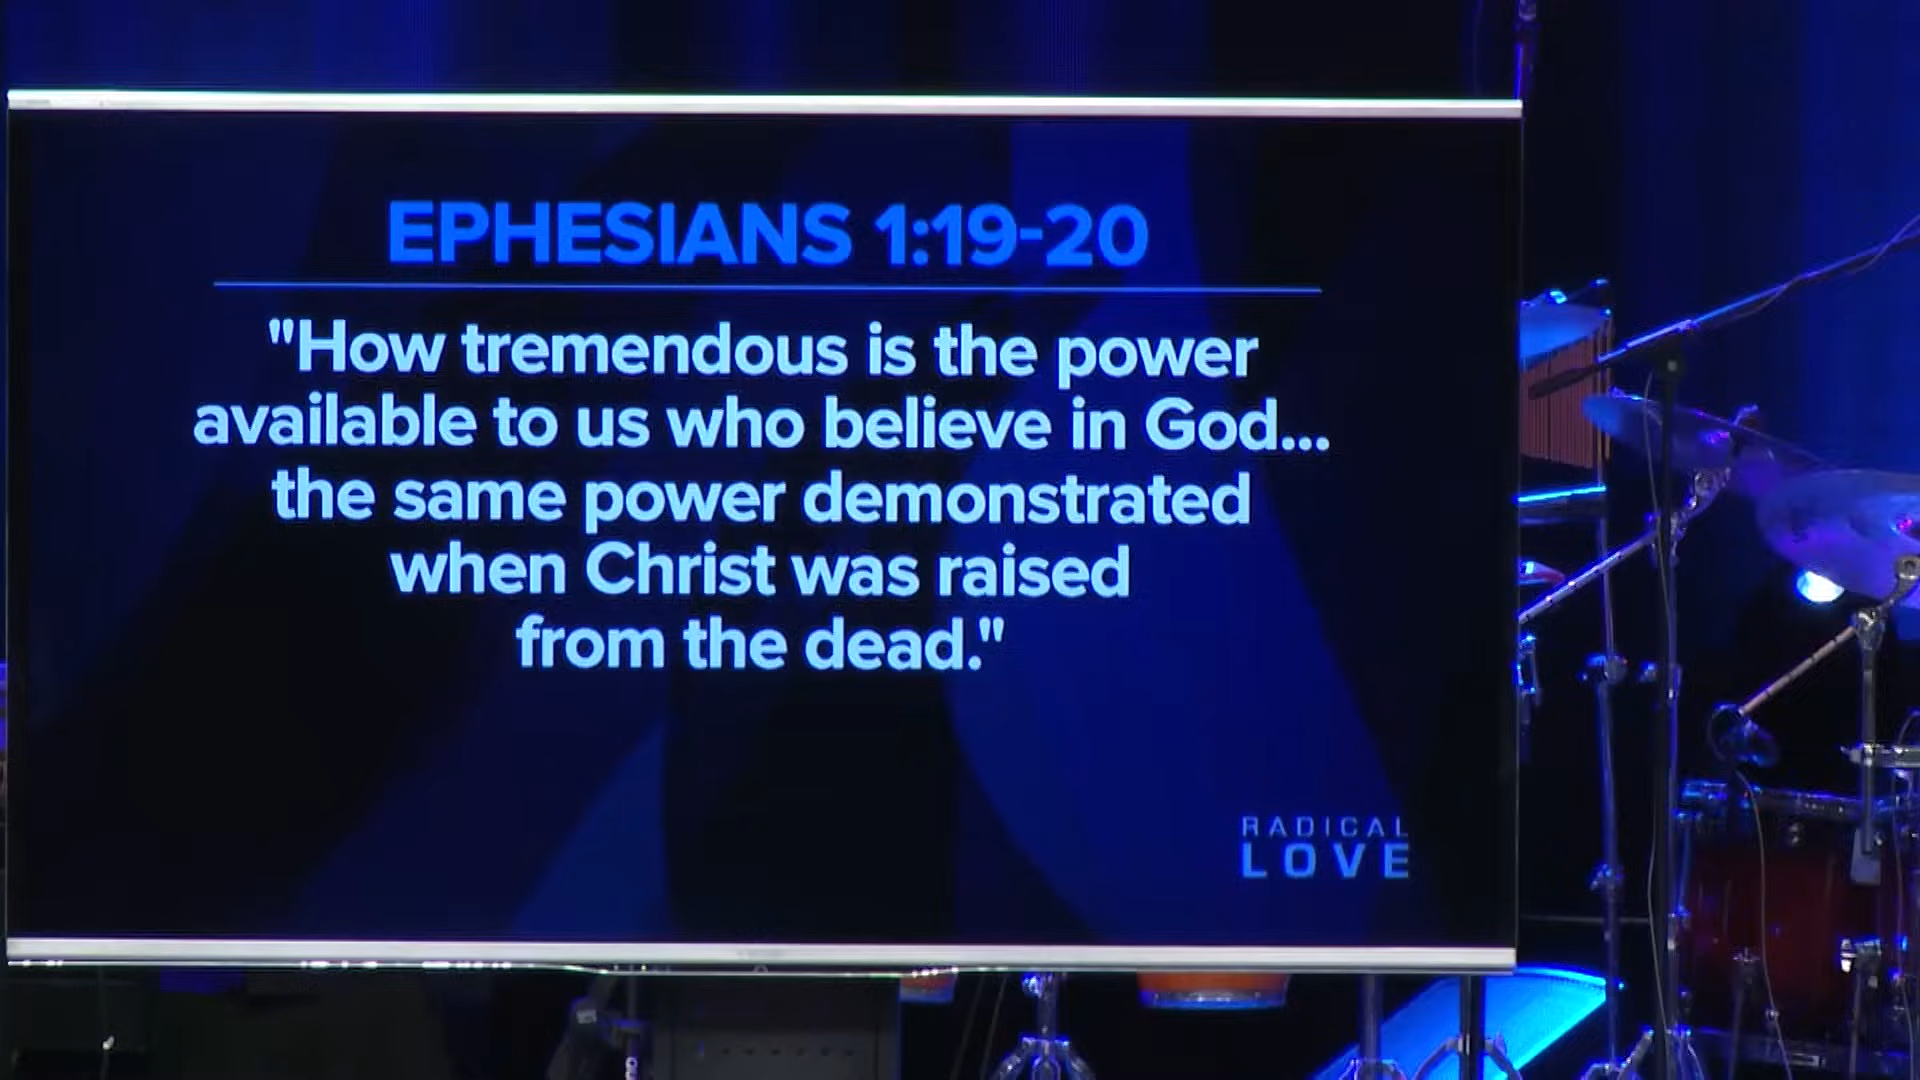 EPHESIANS 1:19-20
"How tremendous is the power
available to us who believe in God...
the same power demonstrated
when Christ was raised
from the dead."
RADICAL
LOVE